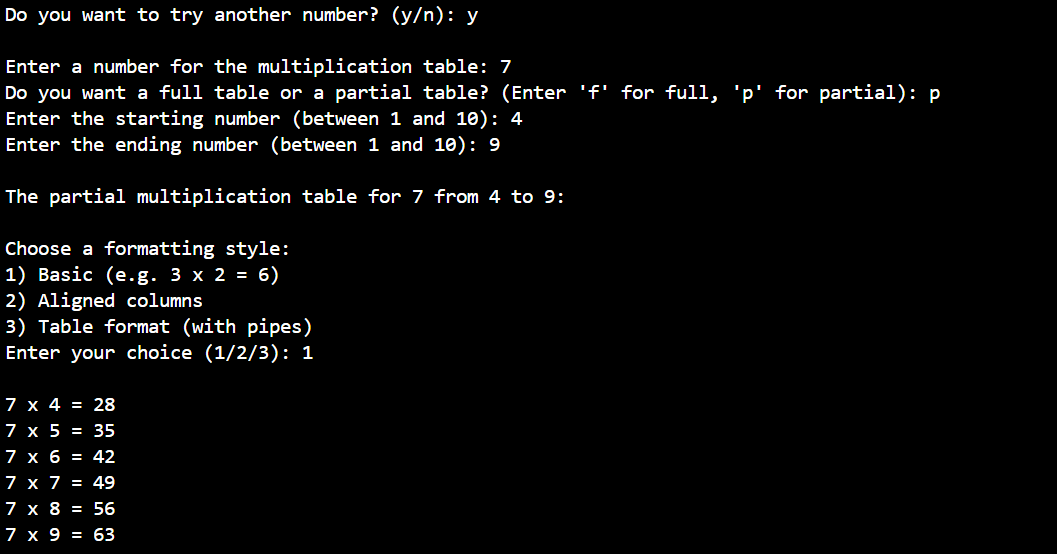 Do you want to try another number? (y/n): y
Enter a number for the multiplication table: 7
Do you want a full table or a partial table? (Enter 'f' for full, 'p' for partial): p
Enter the starting number (between 1 and 10): 4
Enter the ending number (between 1 and 10): 9
The partial multiplication table for 7 from 4 to 9:
Choose a formatting style:
1) Basic (e.g. 3 x 2 = 6)
2) Aligned columns
3) Table format (with pipes)
Enter your choice (1/2/3): 1
7 x 4 = 28
7 x 5 = 35
7 x 6 = 42
7 x 7 = 49
7 x 8 = 56
7 x 9 = 63